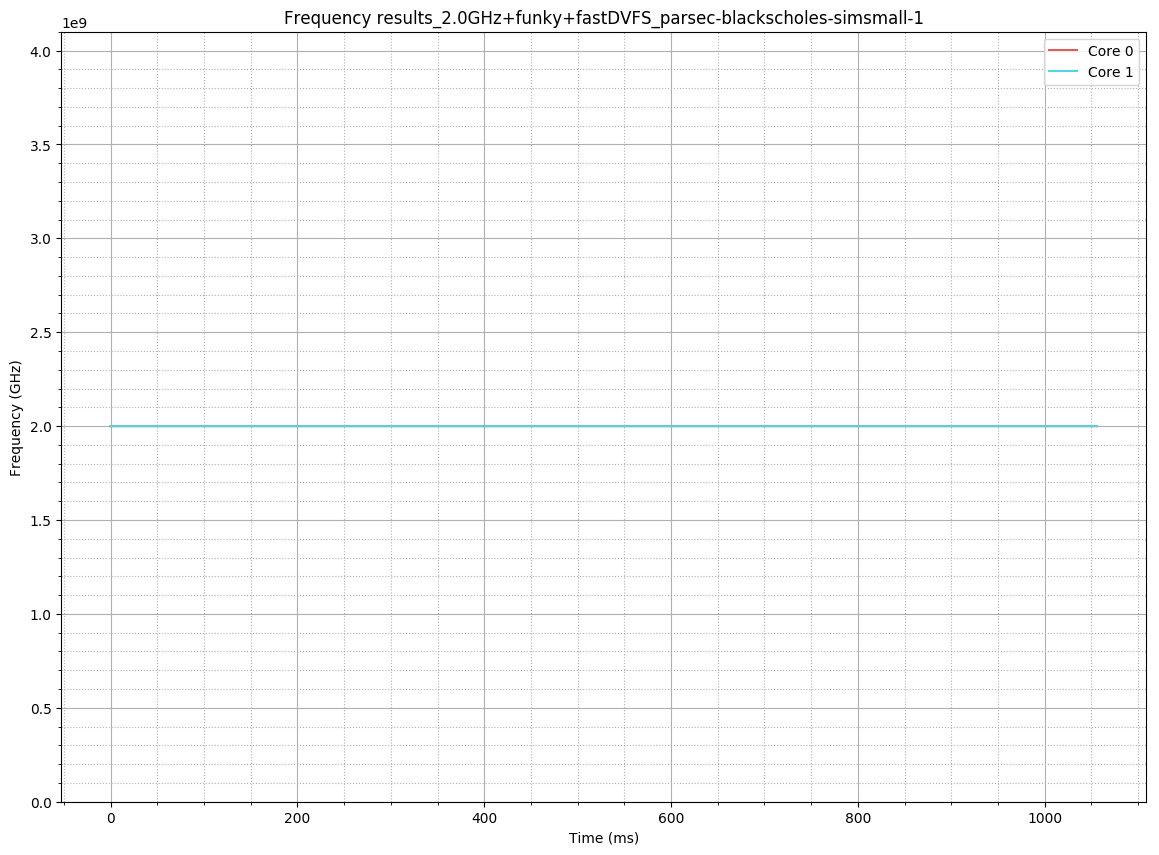 Frequency results_2.0GHz+funky+fastDVFS_parsec-blackscholes-simsmall-1
1e9
Core 0
Core 1
4.0
3.5
3.0
2.5
2.0
1.5
1.0
0.5
0.0
Frequency (GHz)
0 200 400 600 800 1000
Time (ms)